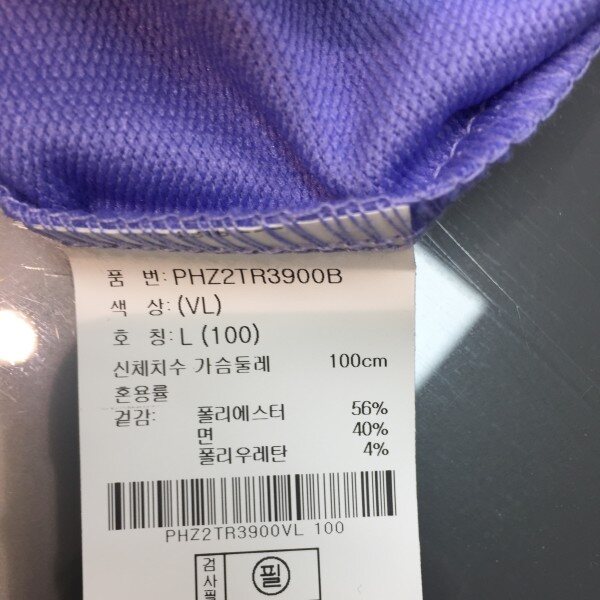 품 번: PHZ2TR3900B
색 상: (VL)
호 칭: L (100)
신체치수 가슴둘레 100cm
혼용률
겉감: 폴리에스터 56%
면 40%
폴리우레탄 4%
PHZ2TR3900VL 100
검사필 필